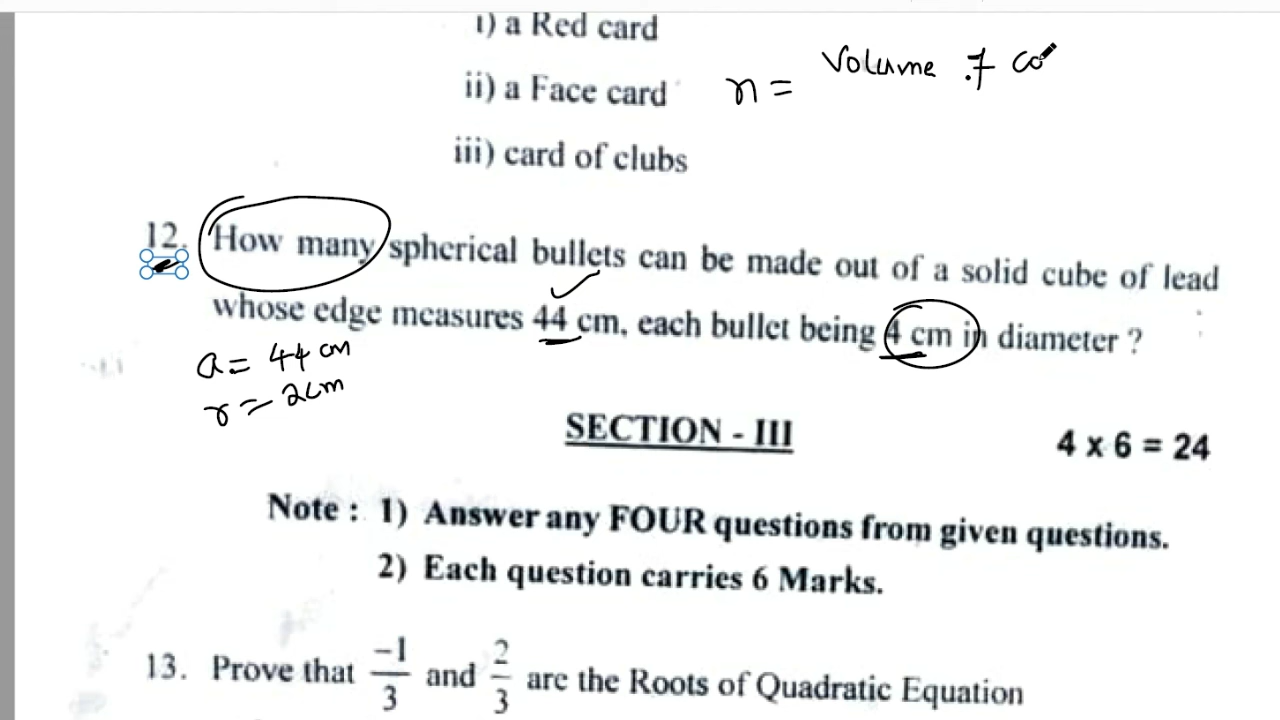 i) a Red card
ii) a Face card
n = Volume of co
iii) card of clubs
12. How many spherical bullets can be made out of a solid cube of lead
whose edge measures 44 cm, each bullet being 4 cm in diameter ?
a = 44 cm
r = 2cm
SECTION - III
4 x 6 = 24
Note : 1) Answer any FOUR questions from given questions.
2) Each question carries 6 Marks.
13. Prove that -1/3 and 2/3 are the Roots of Quadratic Equation